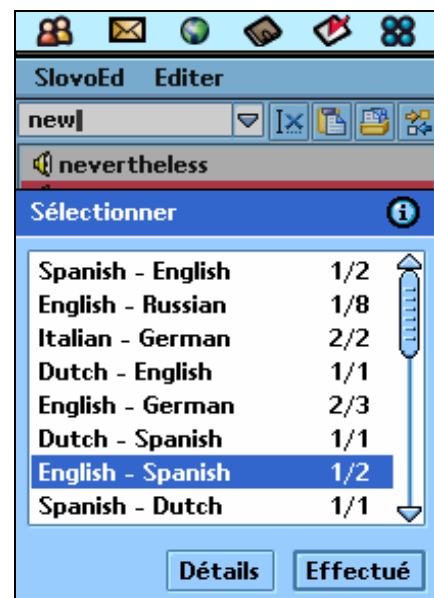 SlovoEd Editer
new
nevertheless
Sélectionner
Spanish - English 1/2
English - Russian 1/8
Italian - German 2/2
Dutch - English 1/1
English - German 2/3
Dutch - Spanish 1/1
English - Spanish 1/2
Spanish - Dutch 1/1
Détails Effectué